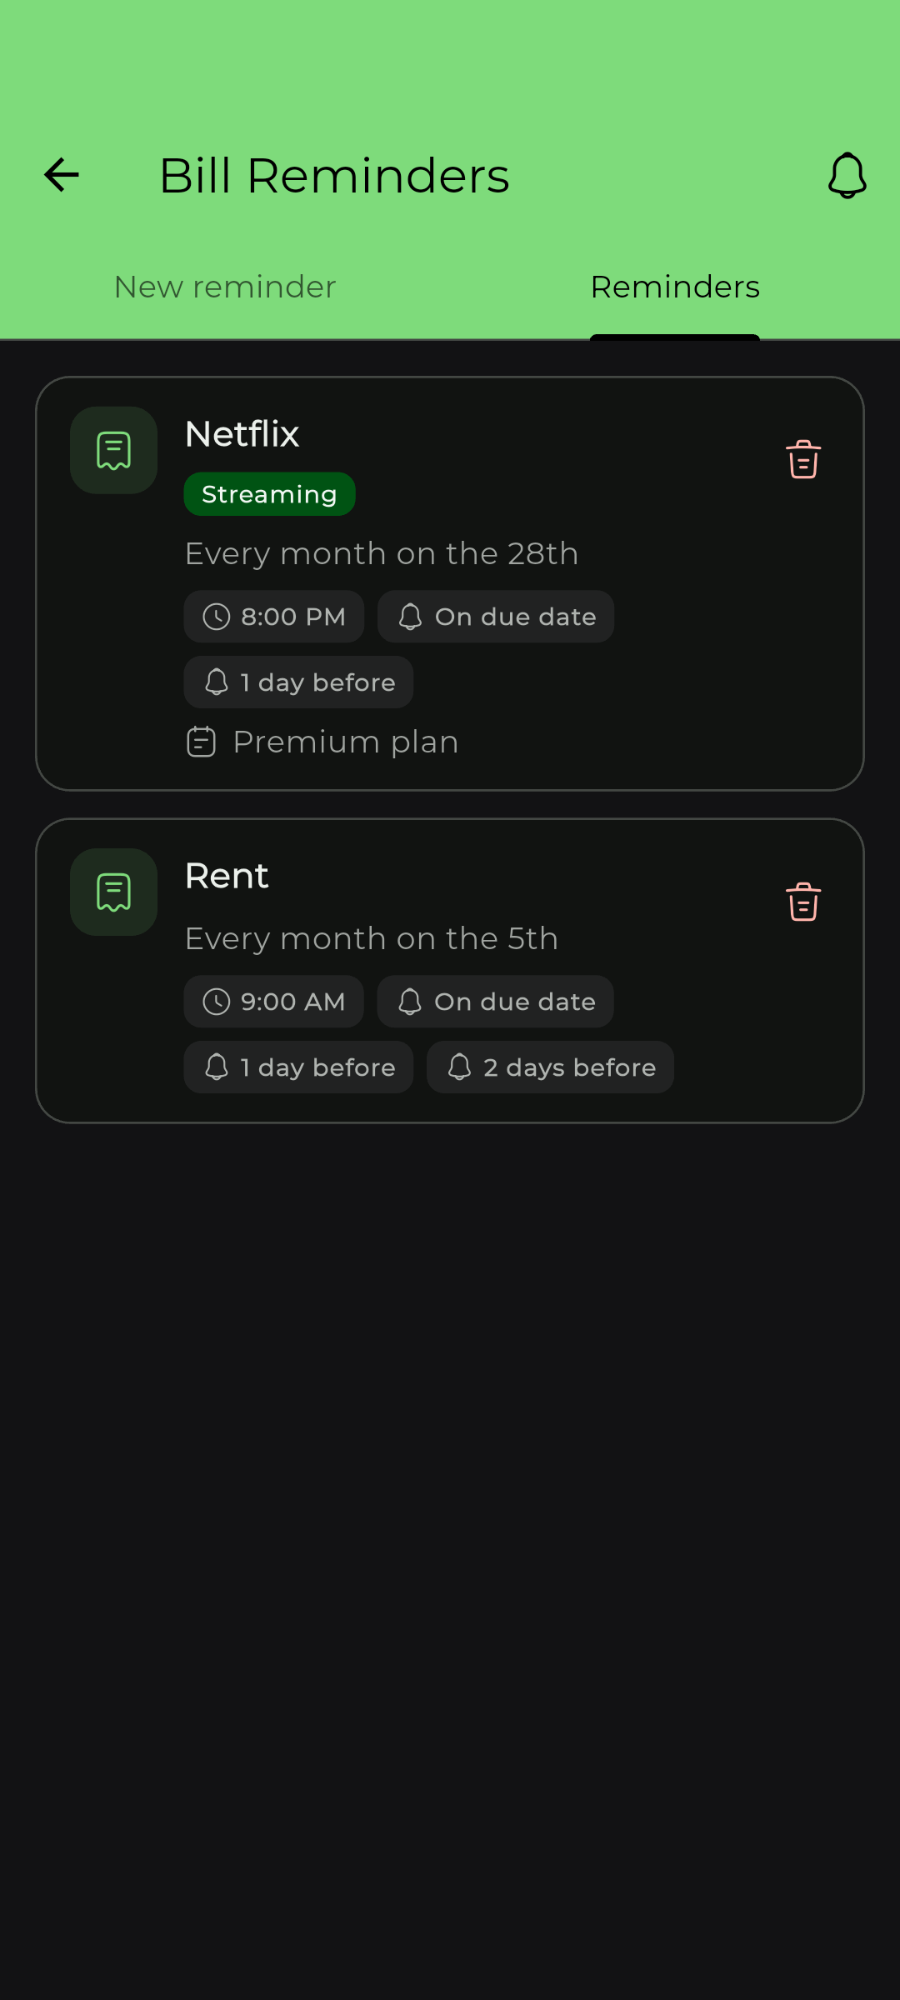 Bill Reminders
New reminder
Reminders
Netflix
Streaming
Every month on the 28th
8:00 PM
On due date
1 day before
Premium plan
Rent
Every month on the 5th
9:00 AM
On due date
1 day before
2 days before